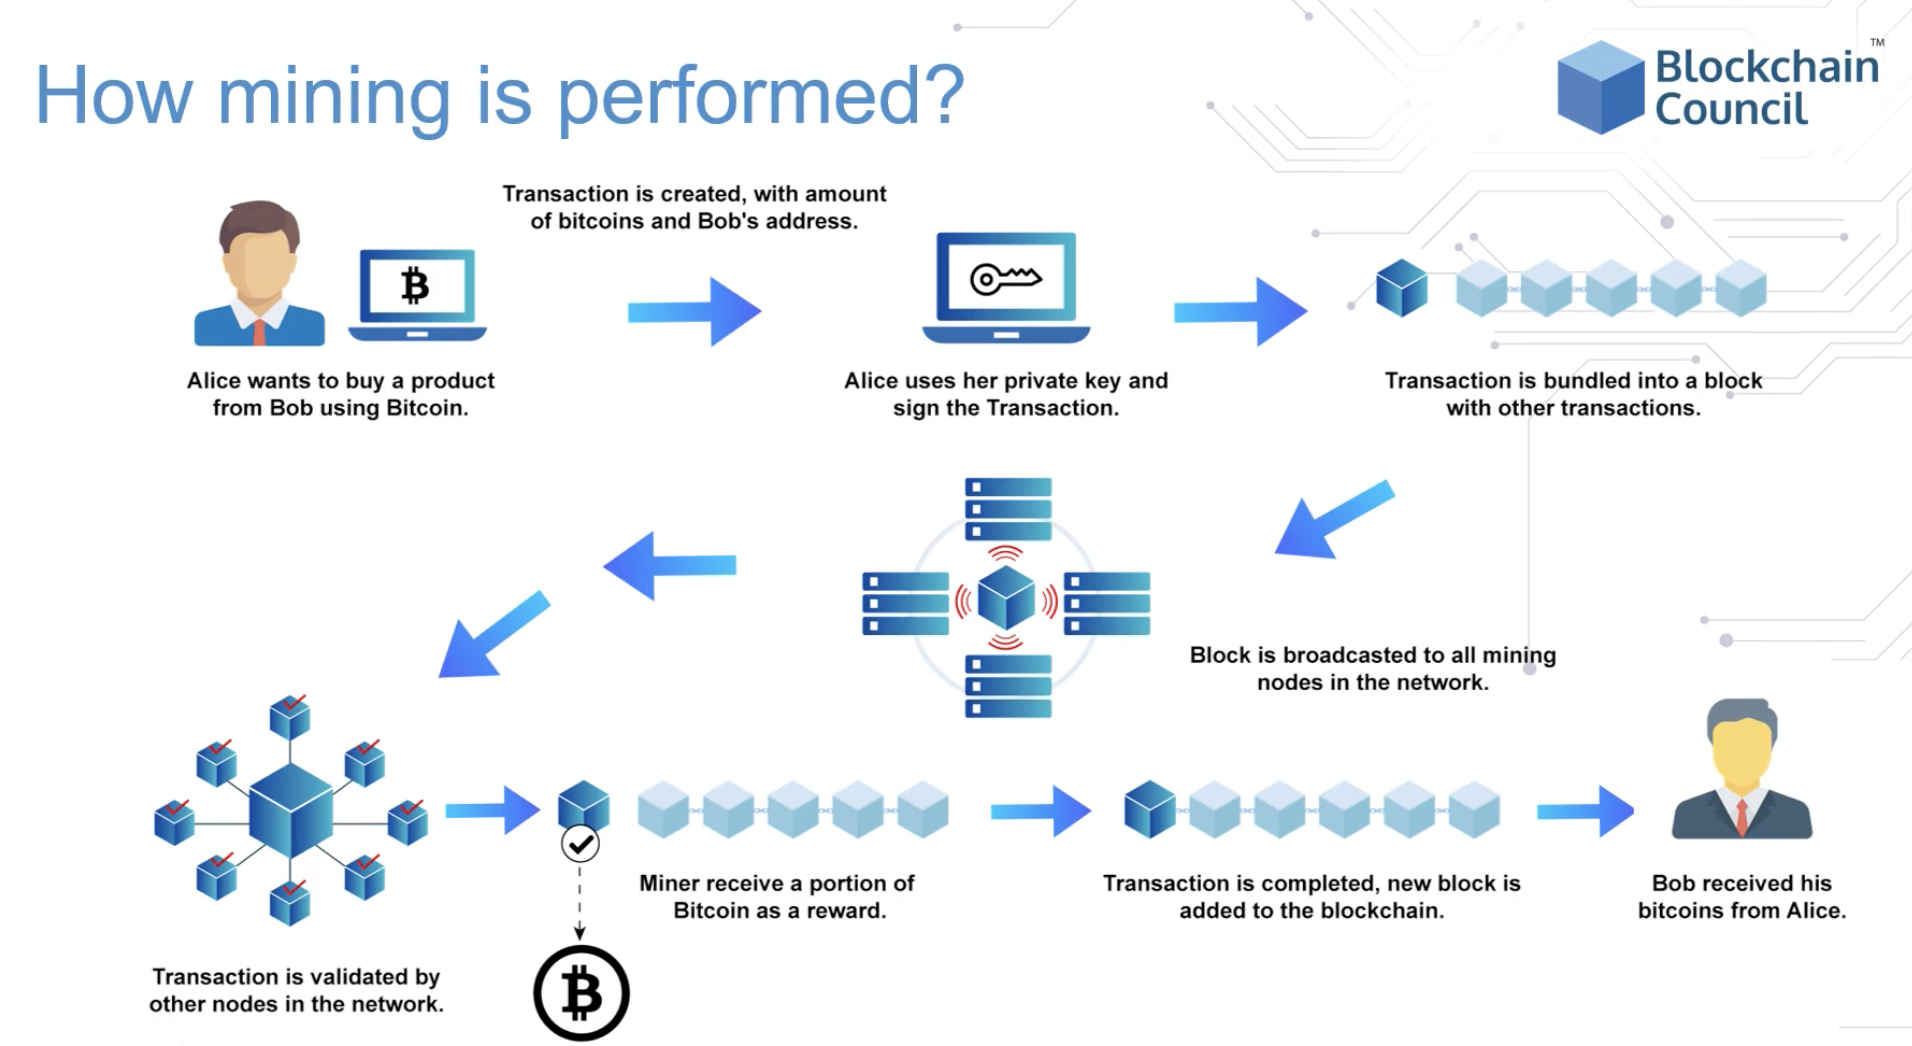 How mining is performed?
Blockchain
Council
TM
Transaction is created, with amount
of bitcoins and Bob's address.
Alice wants to buy a product
from Bob using Bitcoin.
Alice uses her private key and
sign the Transaction.
Transaction is bundled into a block
with other transactions.
Block is broadcasted to all mining
nodes in the network.
Transaction is validated by
other nodes in the network.
Miner receive a portion of
Bitcoin as a reward.
Transaction is completed, new block is
added to the blockchain.
Bob received his
bitcoins from Alice.